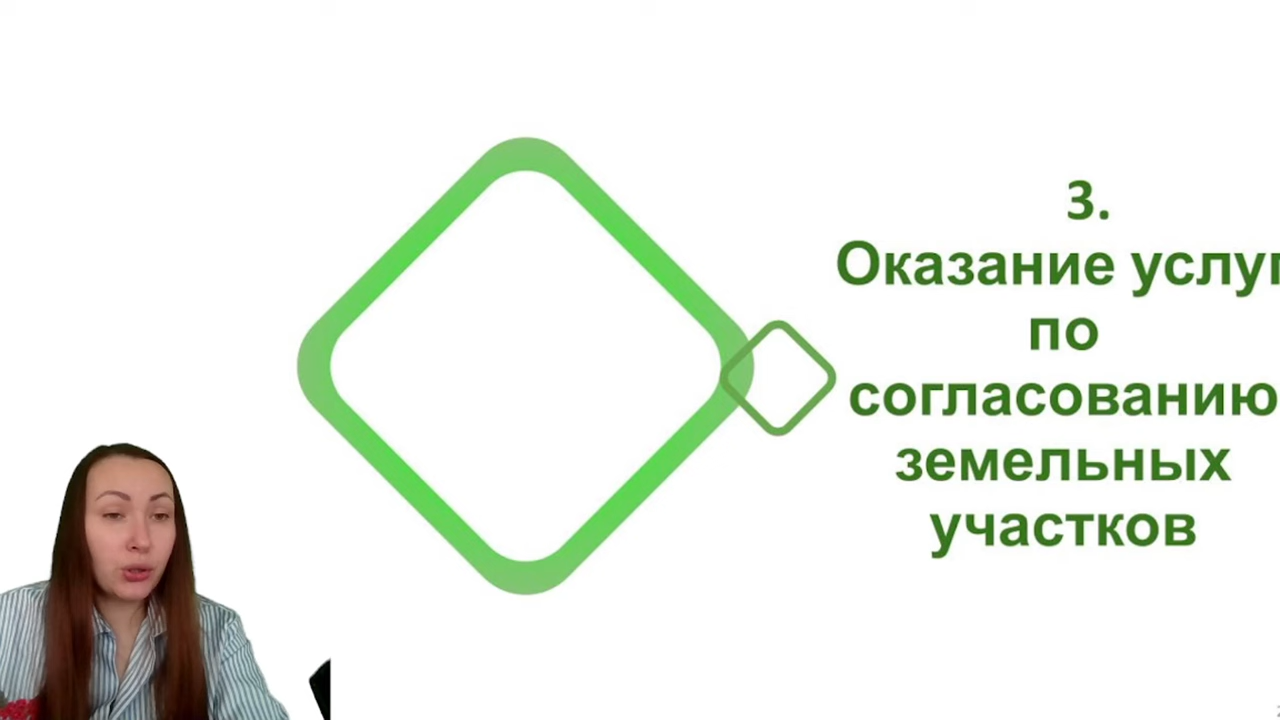 3.
Оказание услуг
по
согласованию
земельных
участков